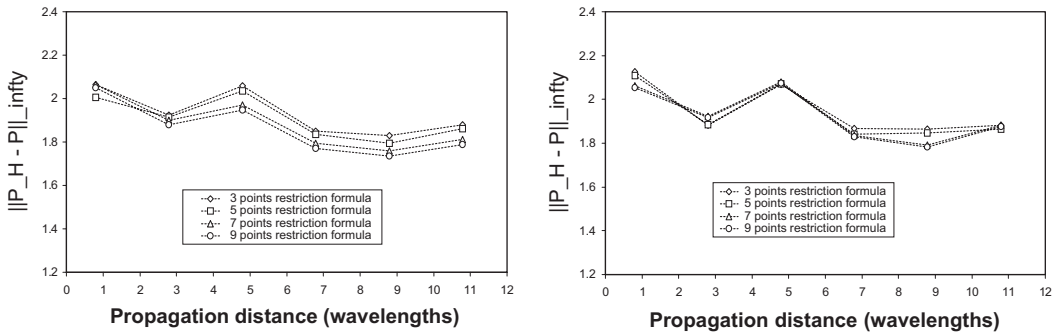 ||P_H - P||_infty
2.4
2.2
2
1.8
1.6
1.4
1.2
0 1 2 3 4 5 6 7 8 9 10 11 12
3 points restriction formula
5 points restriction formula
7 points restriction formula
9 points restriction formula
Propagation distance (wavelengths)
||P_H - P||_infty
2.4
2.2
2
1.8
1.6
1.4
1.2
0 1 2 3 4 5 6 7 8 9 10 11 12
3 points restriction formula
5 points restriction formula
7 points restriction formula
9 points restriction formula
Propagation distance (wavelengths)